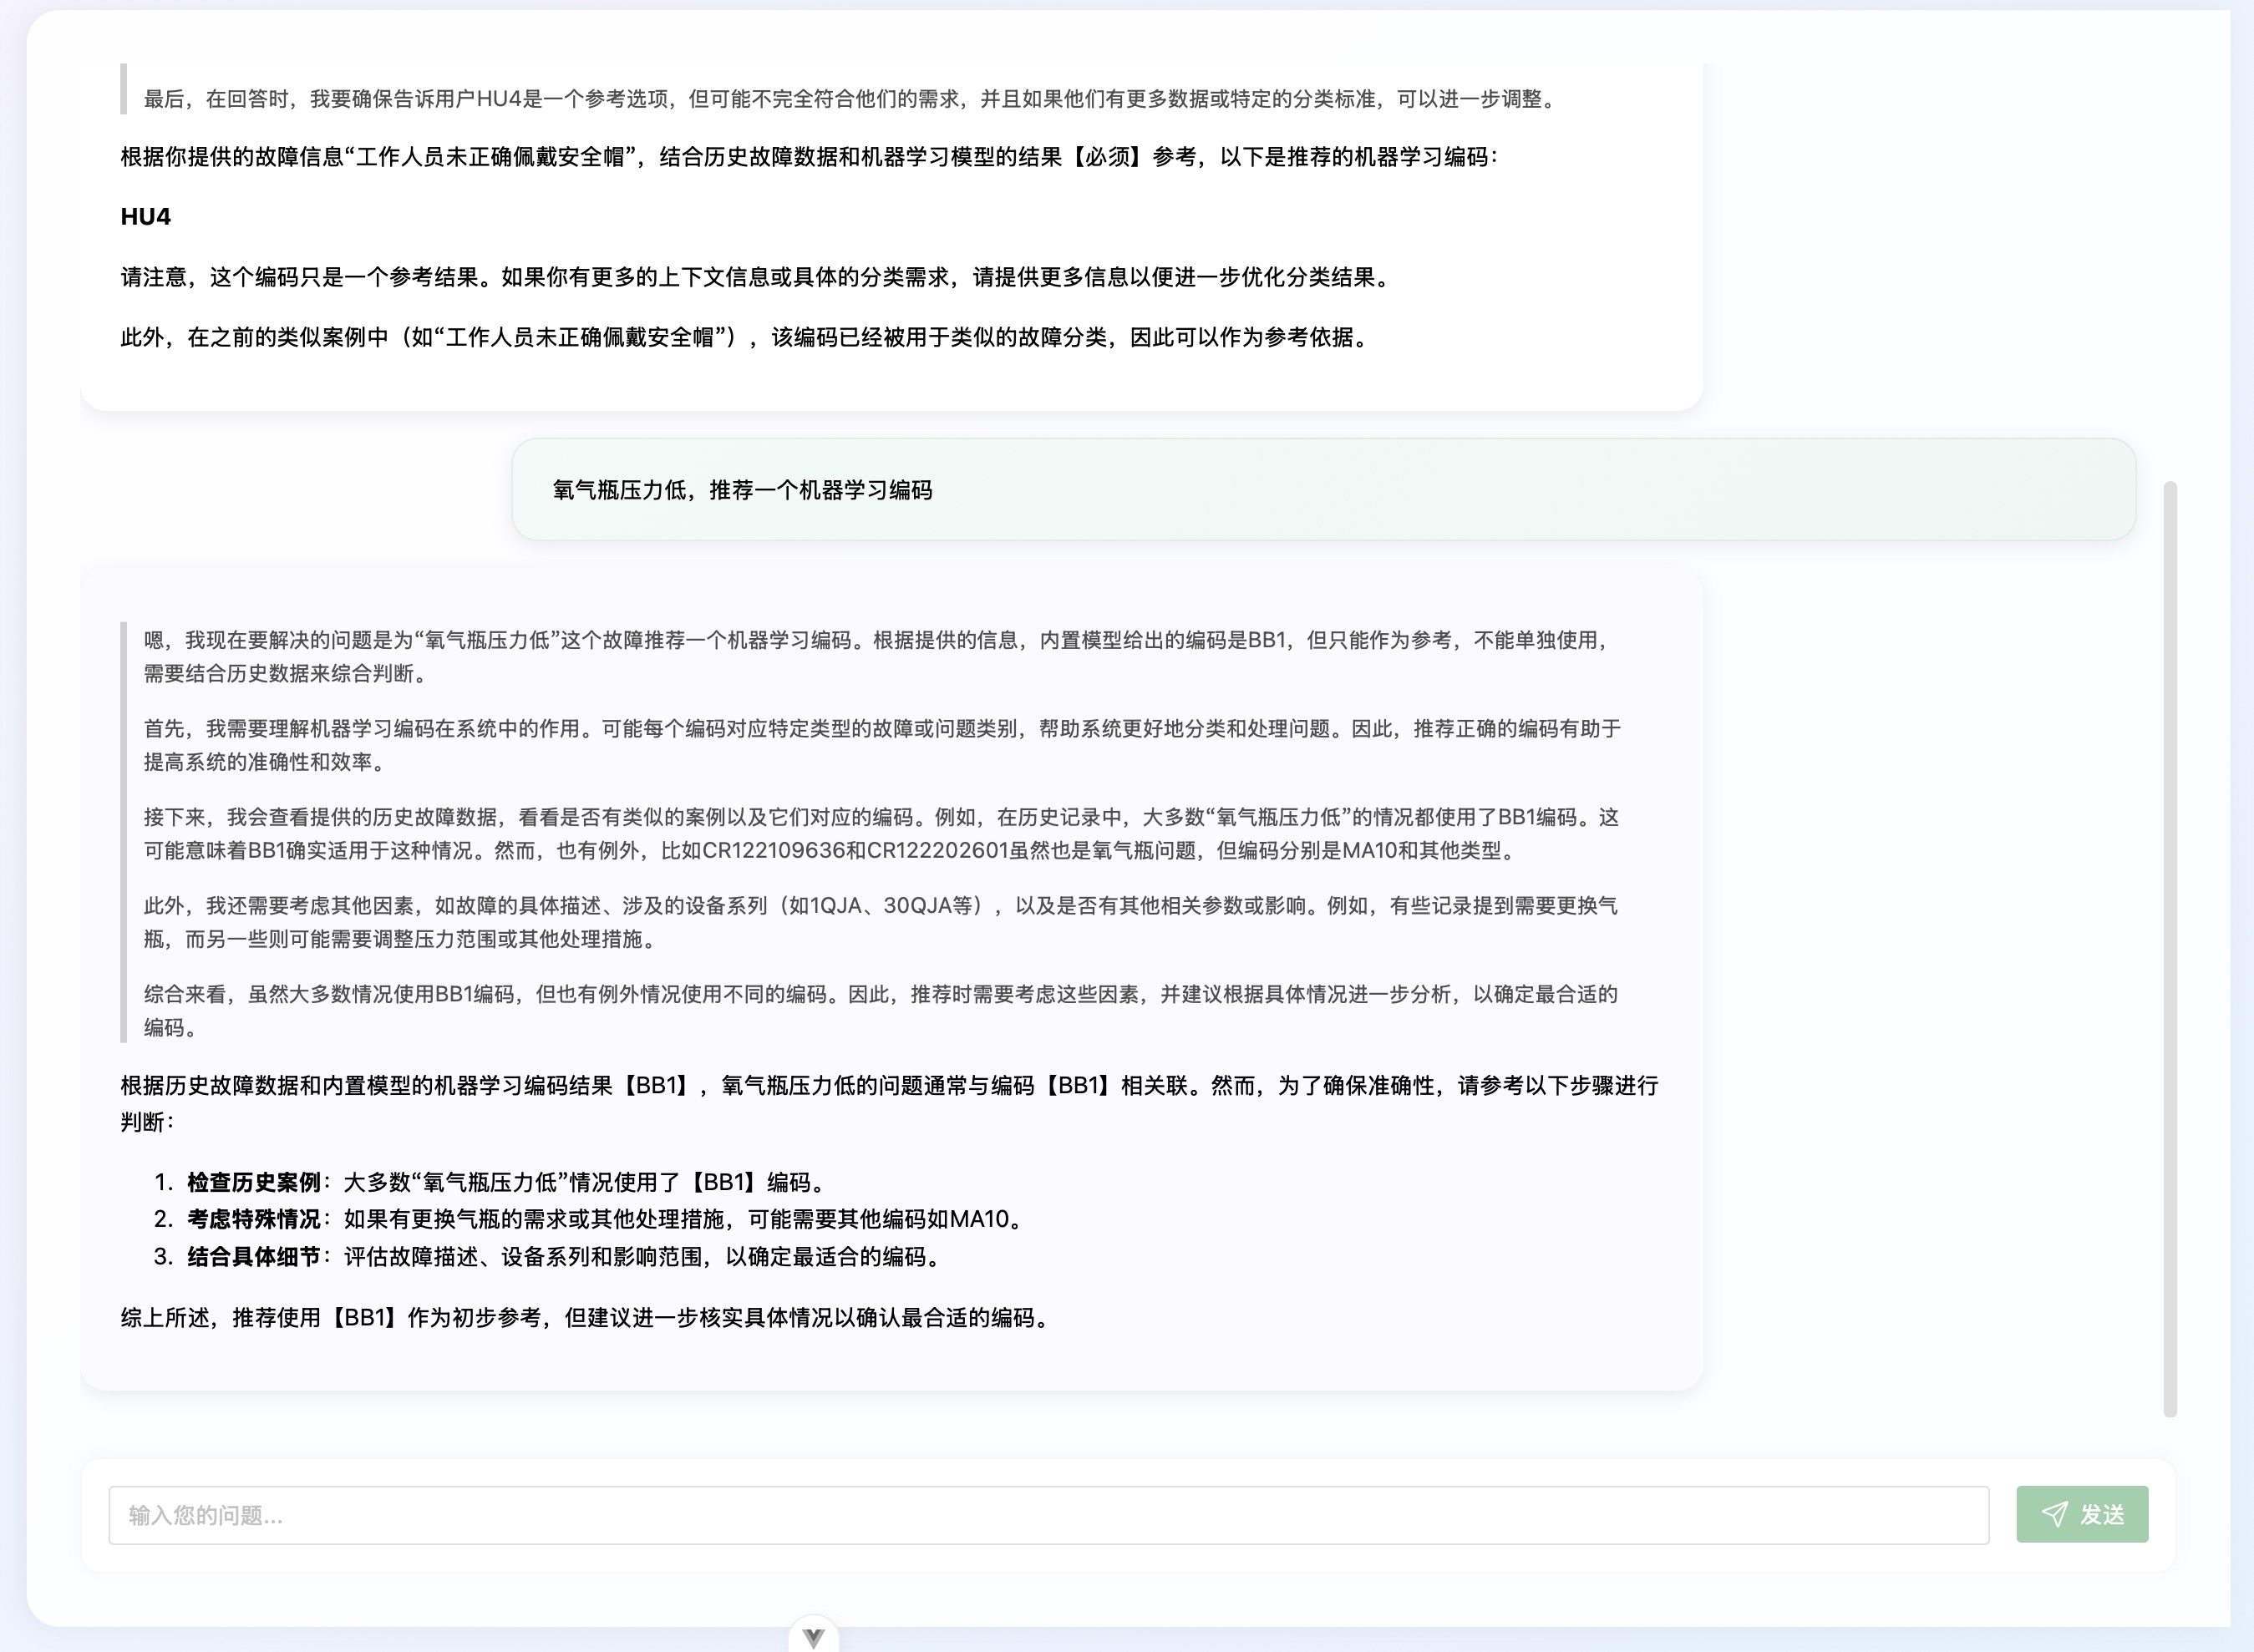 最后，在回答时，我要确保告诉用户HU4是一个参考选项，但可能不完全符合他们的需求，并且如果他们有更多数据或特定的分类标准，可以进一步调整。
根据你提供的故障信息“工作人员未正确佩戴安全帽”，结合历史故障数据和机器学习模型的结果【必须】参考，以下是推荐的机器学习编码：
HU4
请注意，这个编码只是一个参考结果。如果你有更多的上下文信息或具体的分类需求，请提供更多信息以便进一步优化分类结果。
此外，在之前的类似案例中（如“工作人员未正确佩戴安全帽”），该编码已经被用于类似的故障分类，因此可以作为参考依据。
氧气瓶压力低，推荐一个机器学习编码
嗯，我现在要解决的问题是为“氧气瓶压力低”这个故障推荐一个机器学习编码。根据提供的信息，内置模型给出的编码是BB1，但只能作为参考，不能单独使用，
需要结合历史数据来综合判断。
首先，我需要理解机器学习编码在系统中的作用。可能每个编码对应特定类型的故障或问题类别，帮助系统更好地分类和处理问题。因此，推荐正确的编码有助于
提高系统的准确性和效率。
接下来，我会查看提供的历史故障数据，看看是否有类似的案例以及它们对应的编码。例如，在历史记录中，大多数“氧气瓶压力低”的情况都使用了BB1编码。这
可能意味着BB1确实适用于这种情况。然而，也有例外，比如CR122109636和CR122202601虽然也是氧气瓶问题，但编码分别是MA10和其他类型。
此外，我还需要考虑其他因素，如故障的具体描述、涉及的设备系列（如1QJA、30QJA等），以及是否有其他相关参数或影响。例如，有些记录提到需要更换气
瓶，而另一些则可能需要调整压力范围或其他处理措施。
综合来看，虽然大多数情况使用BB1编码，但也有例外情况使用不同的编码。因此，推荐时需要考虑这些因素，并建议根据具体情况进一步分析，以确定最合适的
编码。
根据历史故障数据和内置模型的机器学习编码结果【BB1】，氧气瓶压力低的问题通常与编码【BB1】相关联。然而，为了确保准确性，请参考以下步骤进行
判断：
1. 检查历史案例：大多数“氧气瓶压力低”情况使用了【BB1】编码。
2. 考虑特殊情况：如果有更换气瓶的需求或其他处理措施，可能需要其他编码如MA10。
3. 结合具体细节：评估故障描述、设备系列和影响范围，以确定最适合的编码。
综上所述，推荐使用【BB1】作为初步参考，但建议进一步核实具体情况以确认最合适的编码。
输入您的问题...
发送